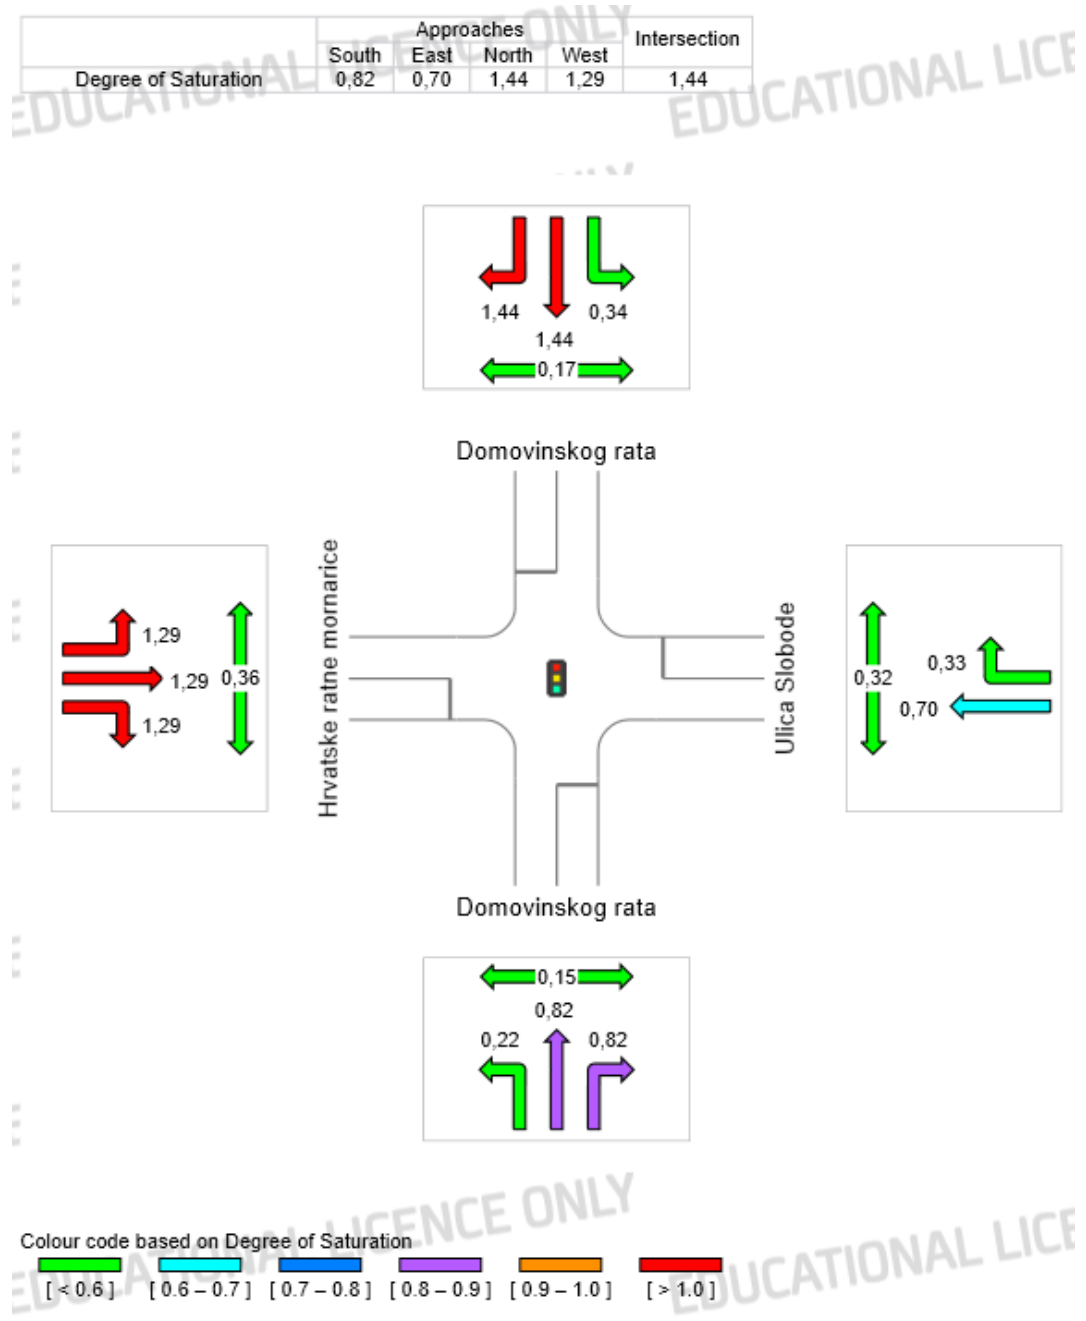 Approaches
Intersection
South East North West
Degree of Saturation 0,82 0,70 1,44 1,29 1,44
EDUCATIONAL LICENCE ONLY
EDUCATIONAL LICE
1,44
0,34
1,44
0,17
Domovinskog rata
Hrvatske ratne mornarice
1,29
1,29
0,36
1,29
Ulica Slobode
0,32
0,33
0,70
Domovinskog rata
0,15
0,82
0,22
0,82
EDUCATIONAL LICENCE ONLY
EDUCATIONAL LICE
Colour code based on Degree of Saturation
[ < 0.6 ] [ 0.6 – 0.7 ] [ 0.7 – 0.8 ] [ 0.8 – 0.9 ] [ 0.9 – 1.0 ] [ > 1.0 ]